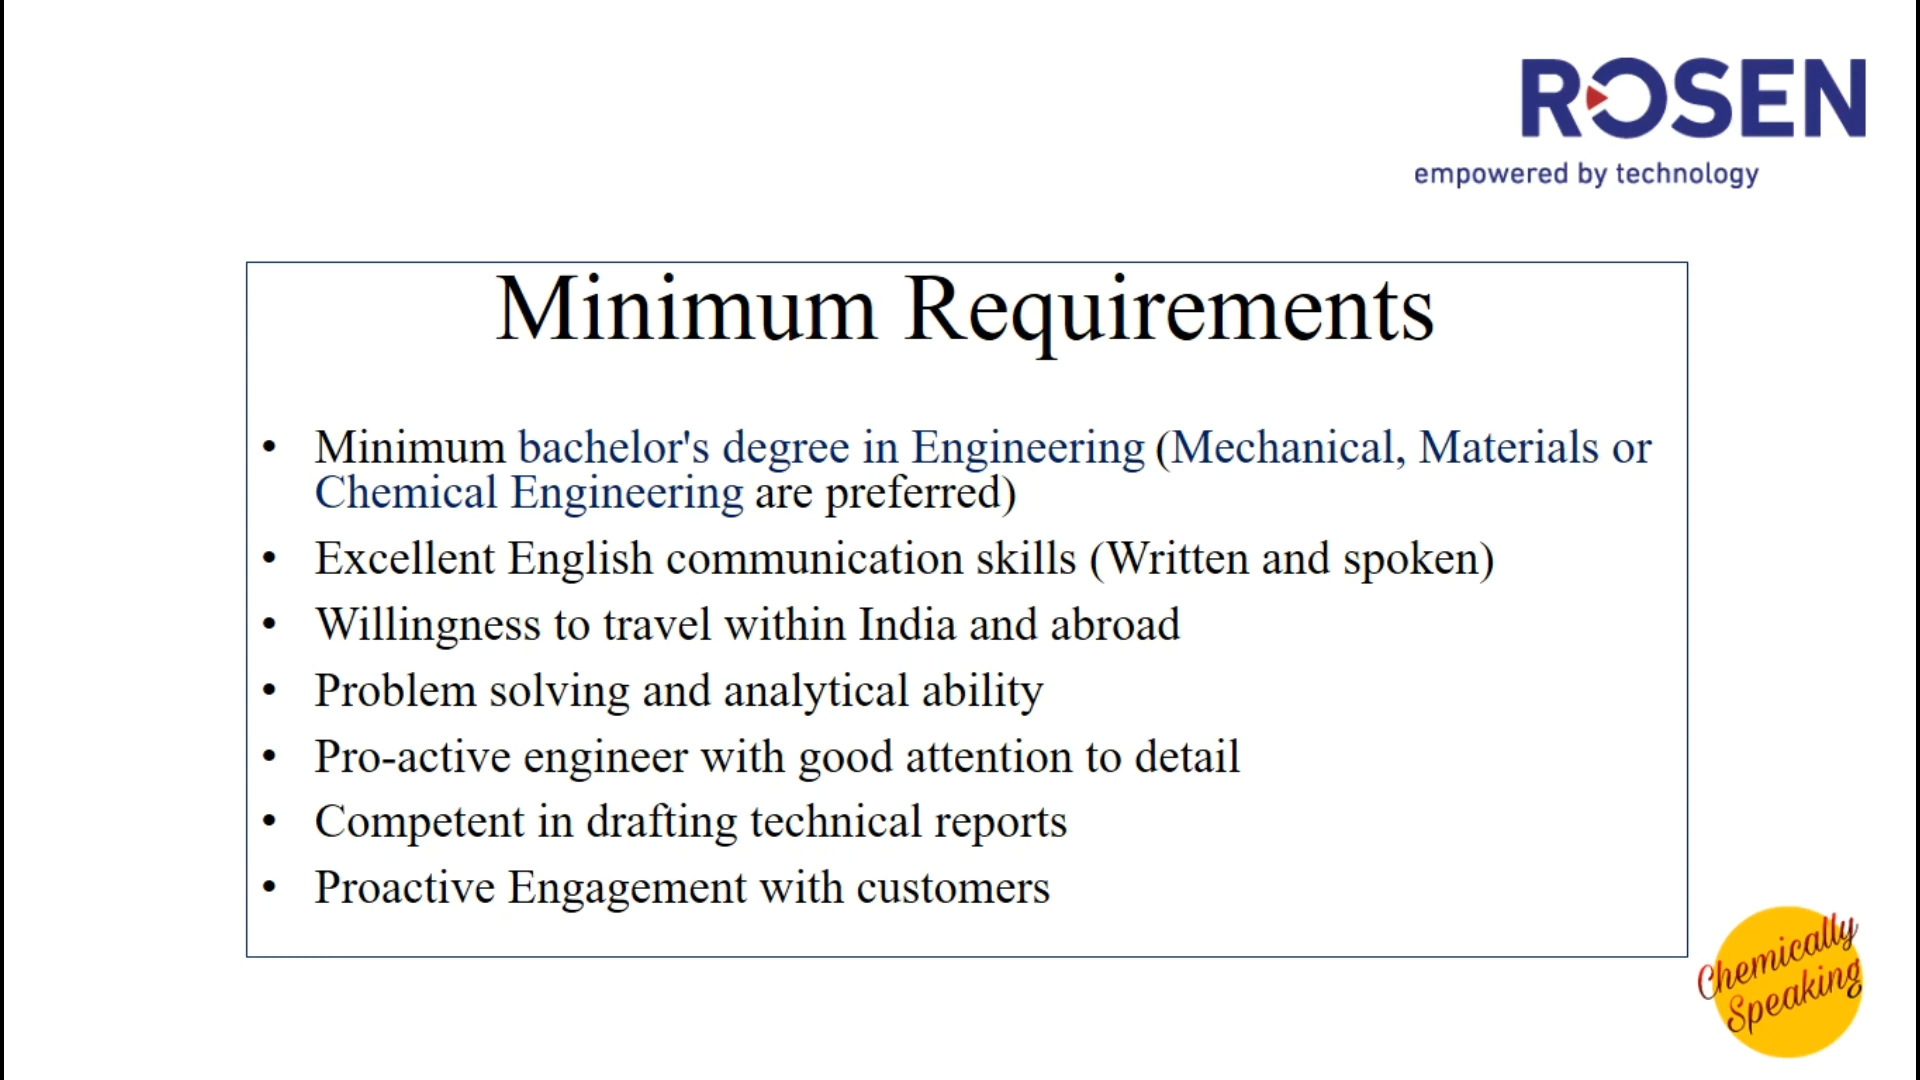 ROSEN
empowered by technology
Minimum Requirements
• Minimum bachelor's degree in Engineering (Mechanical, Materials or
Chemical Engineering are preferred)
• Excellent English communication skills (Written and spoken)
• Willingness to travel within India and abroad
• Problem solving and analytical ability
• Pro-active engineer with good attention to detail
• Competent in drafting technical reports
• Proactive Engagement with customers
Chemically
Speaking